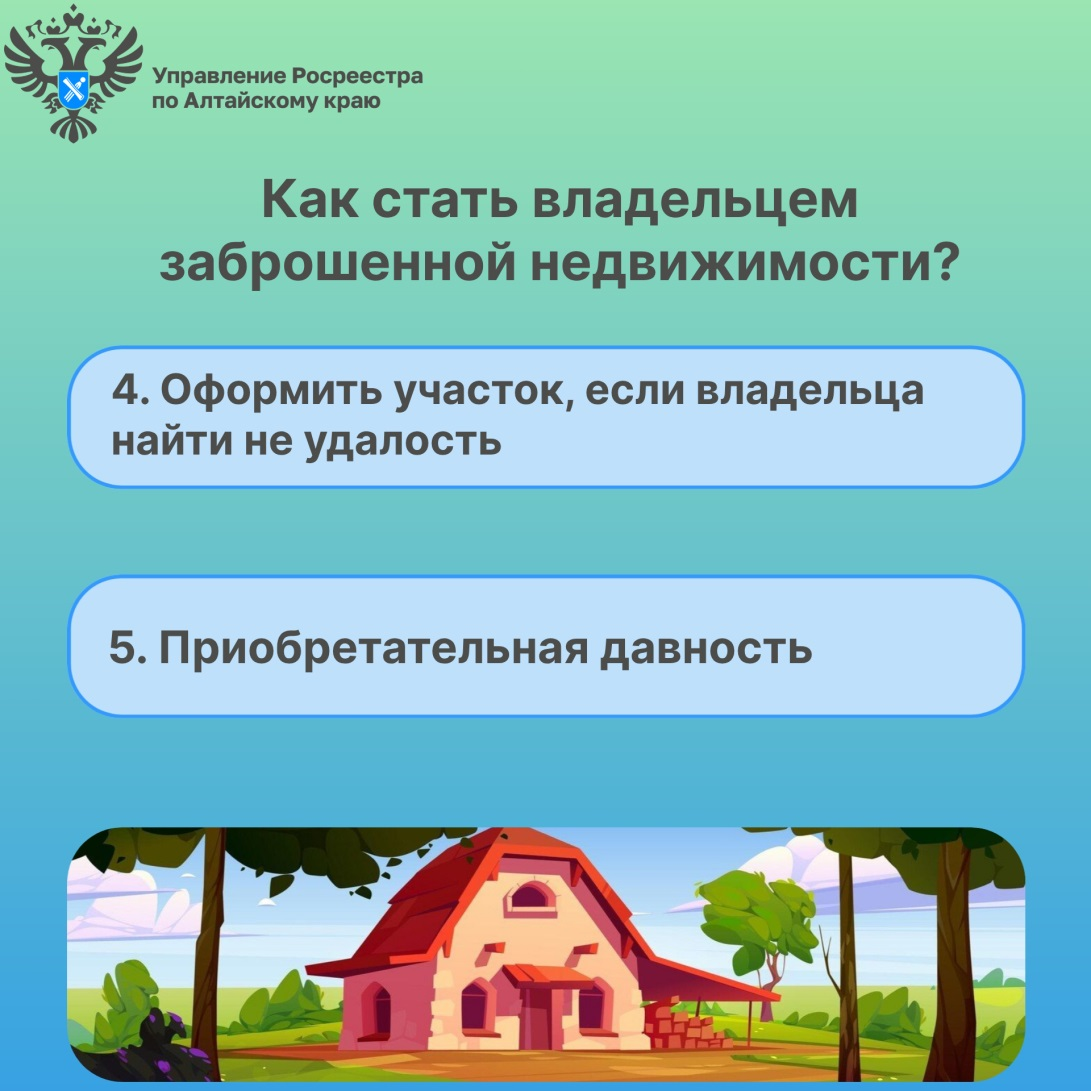 Управление Росреестра
по Алтайскому краю
Как стать владельцем
заброшенной недвижимости?
4. Оформить участок, если владельца
найти не удалость
5. Приобретательная давность